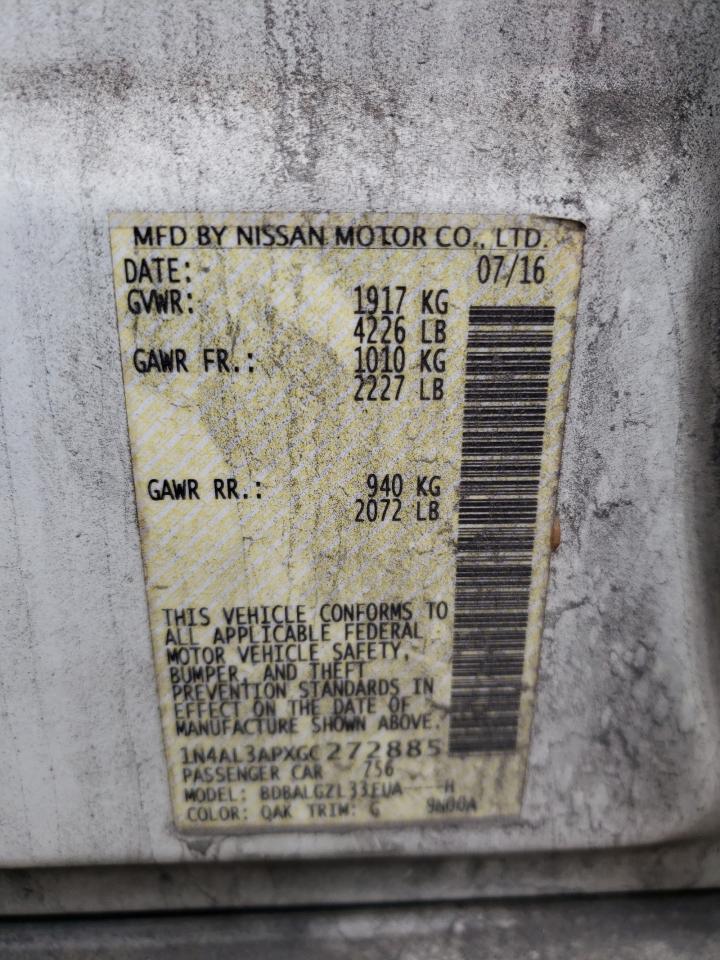 MFD BY NISSAN MOTOR CO., LTD.
DATE: 07/16
GVWR: 1917 KG
4226 LB
GAWR FR.: 1010 KG
2227 LB
GAWR RR.: 940 KG
2072 LB
THIS VEHICLE CONFORMS TO
ALL APPLICABLE FEDERAL
MOTOR VEHICLE SAFETY,
BUMPER, AND THEFT
PREVENTION STANDARDS IN
EFFECT ON THE DATE OF
MANUFACTURE SHOWN ABOVE.
1N4AL3APXGC272885
PASSENGER CAR 756
MODEL: BDBALGZL33EUA----H
COLOR: QAK TRIM: G 9N00A